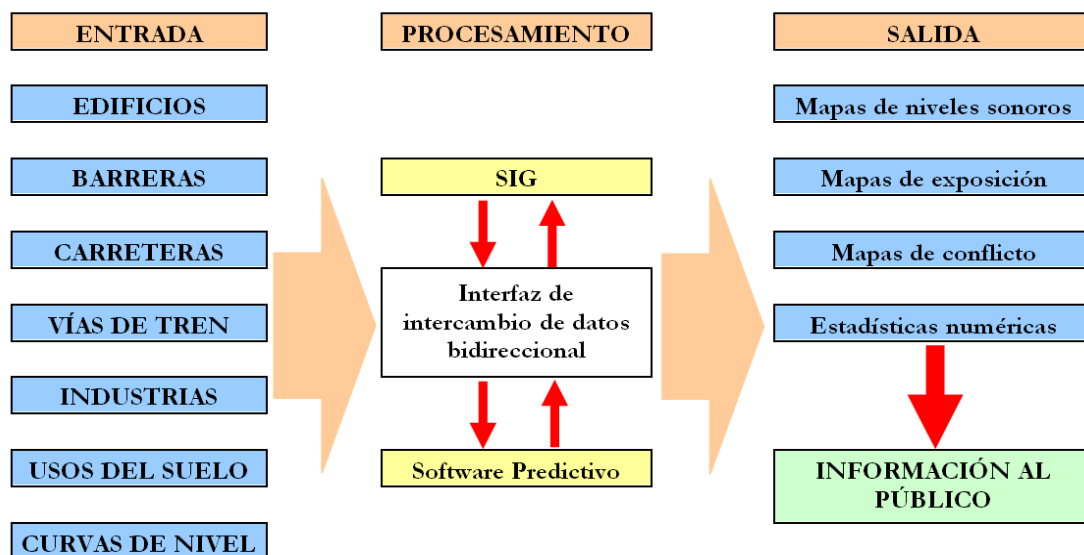 ENTRADA
EDIFICIOS
BARRERAS
CARRETERAS
VÍAS DE TREN
INDUSTRIAS
USOS DEL SUELO
CURVAS DE NIVEL
PROCESAMIENTO
SIG
Interfaz de
intercambio de datos
bidireccional
Software Predictivo
SALIDA
Mapas de niveles sonoros
Mapas de exposición
Mapas de conflicto
Estadísticas numéricas
INFORMACIÓN AL
PÚBLICO